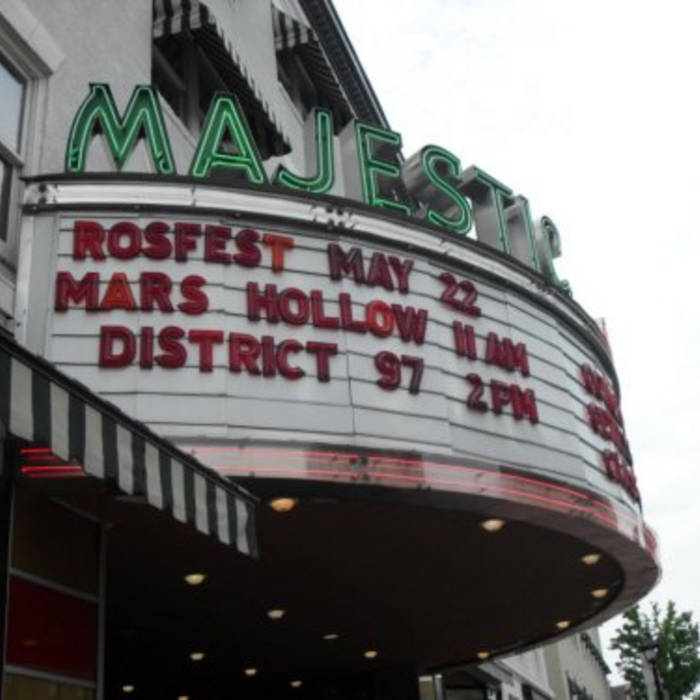 MAJESTIC
ROSFEST MAY 22
MARS HOLLOW 11 AM
DISTRICT 97 2 PM